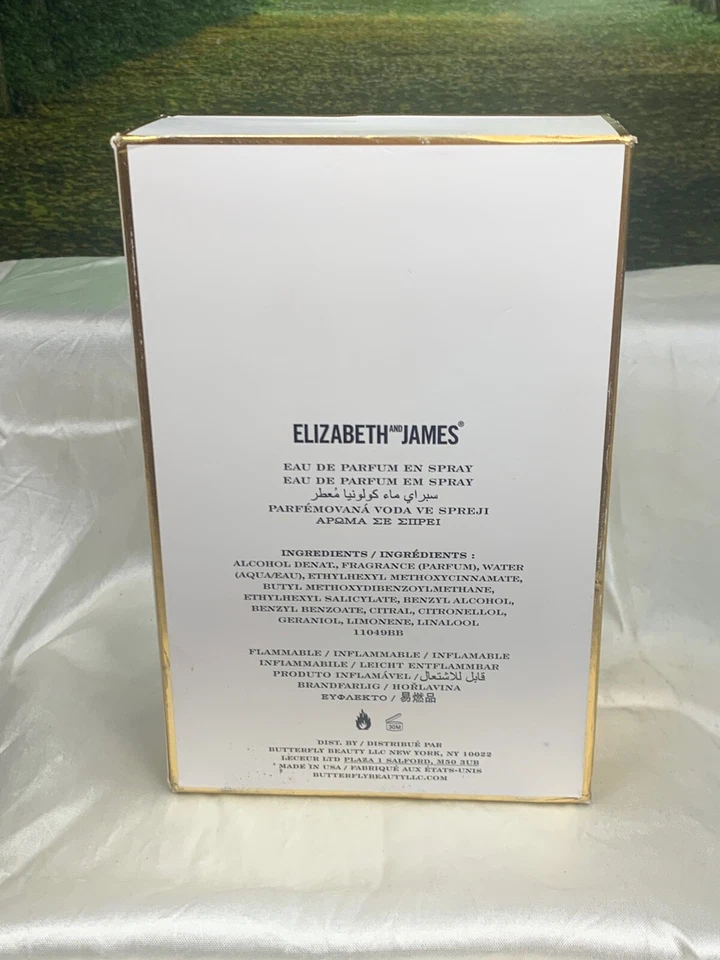 ELIZABETH AND JAMES®
EAU DE PARFUM EN SPRAY
EAU DE PARFUM EM SPRAY
سبراي ماء كولونيا مُعطر
PARFÉMOVANÁ VODA VE SPREJI
ΑΡΩΜΑ ΣΕ ΣΠΡΕΙ
INGREDIENTS / INGRÉDIENTS :
ALCOHOL DENAT., FRAGRANCE (PARFUM), WATER
(AQUA/EAU), ETHYLHEXYL METHOXYCINNAMATE,
BUTYL METHOXYDIBENZOYLMETHANE,
ETHYLHEXYL SALICYLATE, BENZYL ALCOHOL,
BENZYL BENZOATE, CITRAL, CITRONELLOL,
GERANIOL, LIMONENE, LINALOOL
11049BB
FLAMMABLE / INFLAMMABLE / INFLAMABLE
INFIAMMABILE / LEICHT ENTFLAMMBAR
PRODUTO INFLAMÁVEL / قابل للاشتعال
BRANDFARLIG / HOŘLAVINA
ΕΥΦΛΕΚΤΟ / 易燃品
30M
DIST. BY / DISTRIBUÉ PAR
BUTTERFLY BEAUTY LLC NEW YORK, NY 10022
LECEUR LTD PLAZA 1 SALFORD, M50 3UB
MADE IN USA / FABRIQUÉ AUX ÉTATS-UNIS
BUTTERFLYBEAUTYLLC.COM